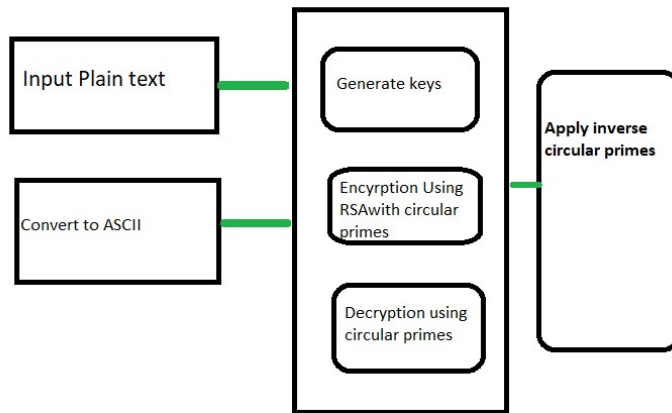 Input Plain text
Convert to ASCII
Generate keys
Encyrption Using
RSAwith circular
primes
Decryption using
circular primes
Apply inverse
circular primes